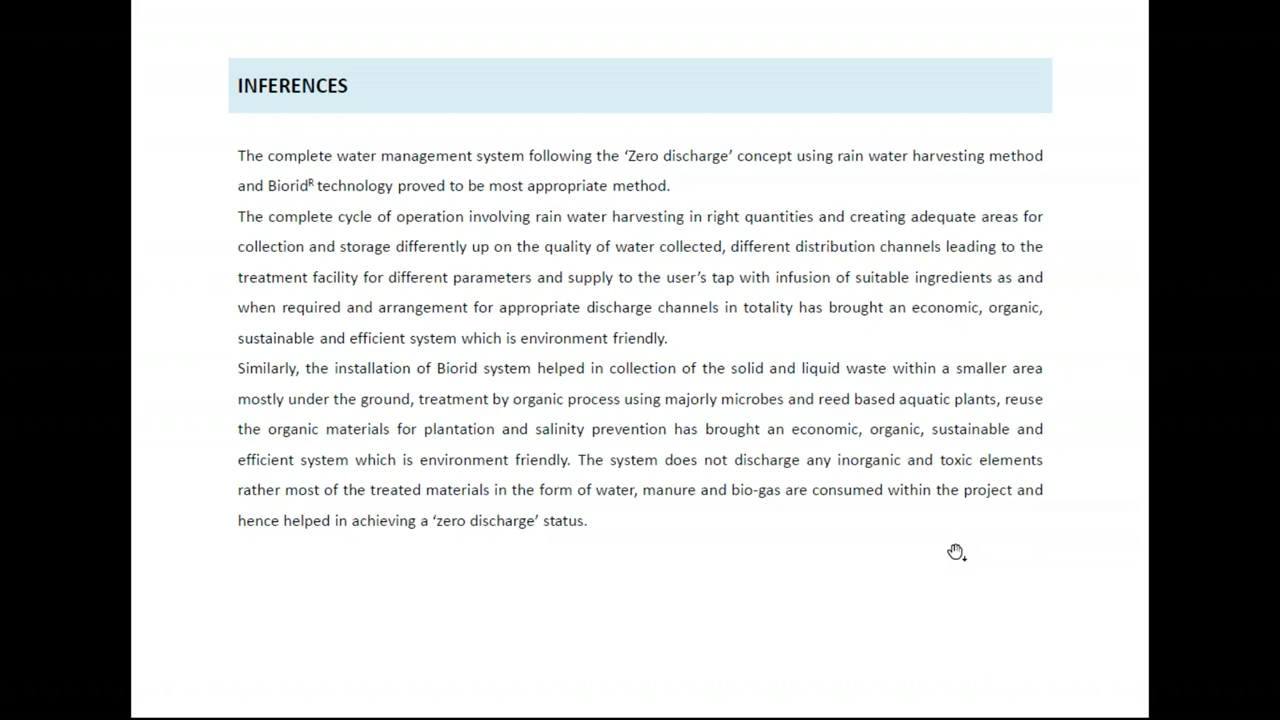 INFERENCES
The complete water management system following the ‘Zero discharge’ concept using rain water harvesting method
and Bioridᴿ technology proved to be most appropriate method.
The complete cycle of operation involving rain water harvesting in right quantities and creating adequate areas for
collection and storage differently up on the quality of water collected, different distribution channels leading to the
treatment facility for different parameters and supply to the user’s tap with infusion of suitable ingredients as and
when required and arrangement for appropriate discharge channels in totality has brought an economic, organic,
sustainable and efficient system which is environment friendly.
Similarly, the installation of Biorid system helped in collection of the solid and liquid waste within a smaller area
mostly under the ground, treatment by organic process using majorly microbes and reed based aquatic plants, reuse
the organic materials for plantation and salinity prevention has brought an economic, organic, sustainable and
efficient system which is environment friendly. The system does not discharge any inorganic and toxic elements
rather most of the treated materials in the form of water, manure and bio-gas are consumed within the project and
hence helped in achieving a ‘zero discharge’ status.